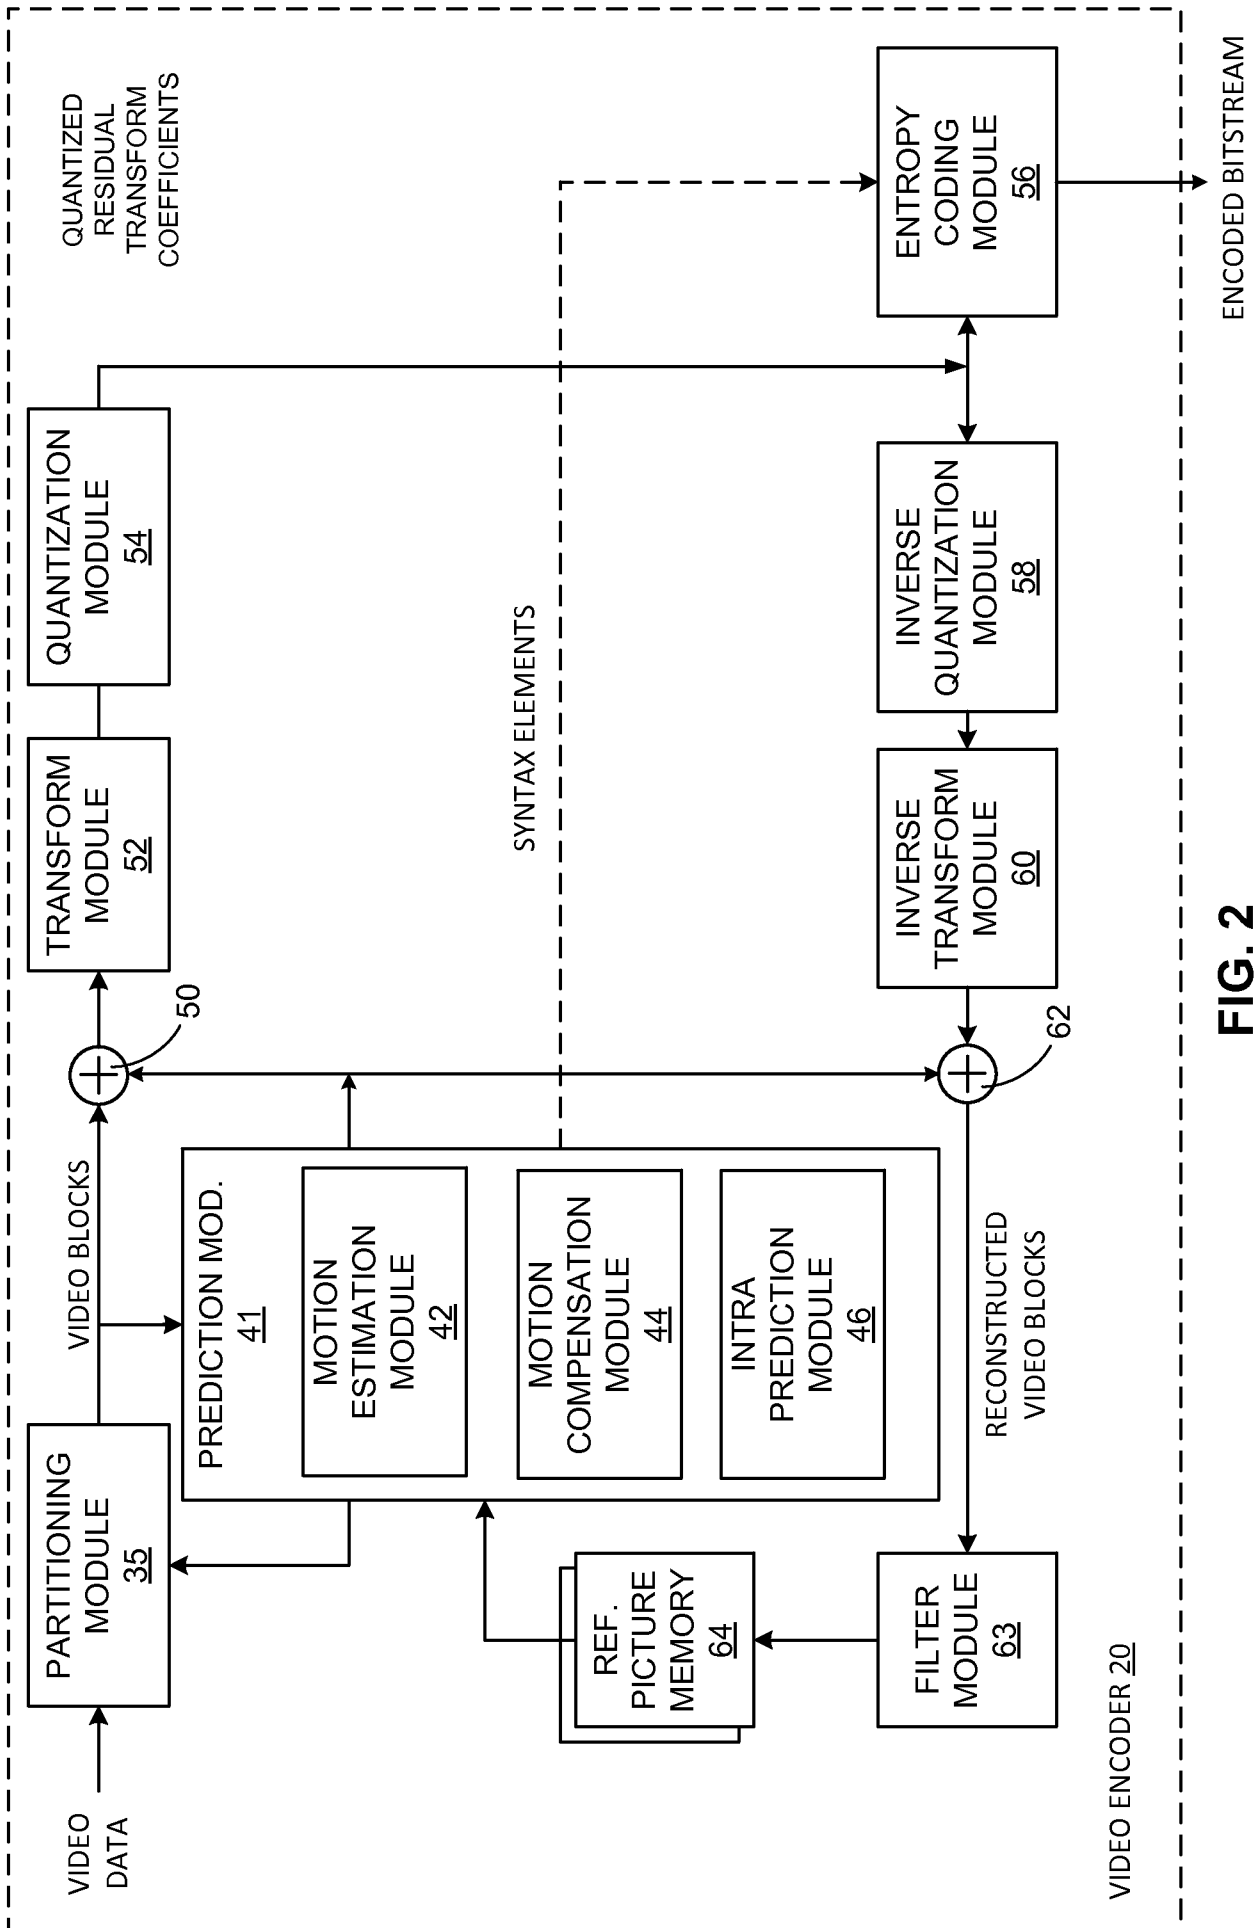 VIDEO
DATA
PARTITIONING
MODULE
35
VIDEO BLOCKS
50
TRANSFORM
MODULE
52
QUANTIZATION
MODULE
54
QUANTIZED
RESIDUAL
TRANSFORM
COEFFICIENTS
PREDICTION MOD.
41
MOTION
ESTIMATION
MODULE
42
MOTION
COMPENSATION
MODULE
44
INTRA
PREDICTION
MODULE
46
SYNTAX ELEMENTS
REF.
PICTURE
MEMORY
64
FILTER
MODULE
63
RECONSTRUCTED
VIDEO BLOCKS
62
INVERSE
TRANSFORM
MODULE
60
INVERSE
QUANTIZATION
MODULE
58
ENTROPY
CODING
MODULE
56
VIDEO ENCODER 20
ENCODED BITSTREAM
FIG. 2